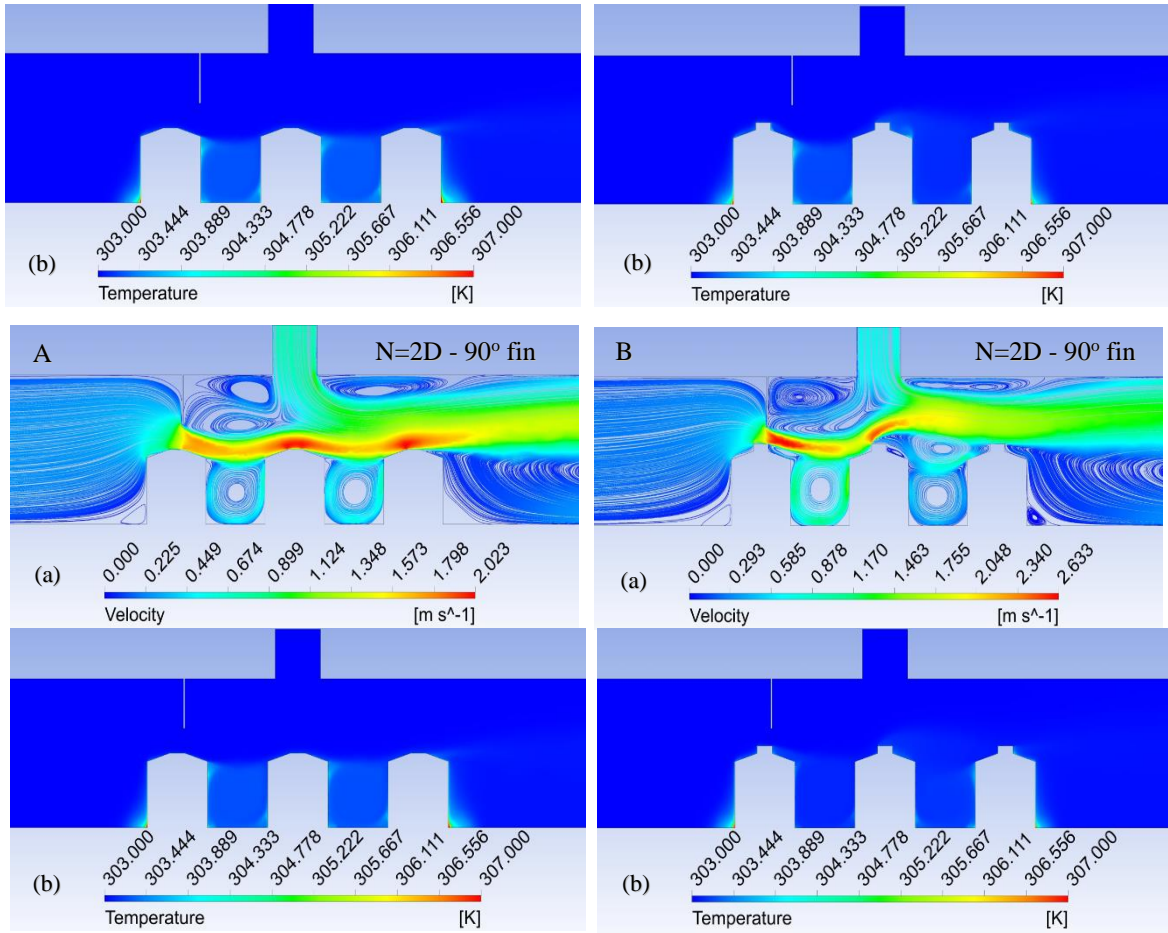 303.000 303.444 303.889 304.333 304.778 305.222 305.667 306.111 306.556 307.000
(b)
Temperature [K]
303.000 303.444 303.889 304.333 304.778 305.222 305.667 306.111 306.556 307.000
(b)
Temperature [K]
A N=2D - 90° fin
0.000 0.225 0.449 0.674 0.899 1.124 1.348 1.573 1.798 2.023
(a)
Velocity [m s^-1]
B N=2D - 90° fin
0.000 0.293 0.585 0.878 1.170 1.463 1.755 2.048 2.340 2.633
(a)
Velocity [m s^-1]
303.000 303.444 303.889 304.333 304.778 305.222 305.667 306.111 306.556 307.000
(b)
Temperature [K]
303.000 303.444 303.889 304.333 304.778 305.222 305.667 306.111 306.556 307.000
(b)
Temperature [K]